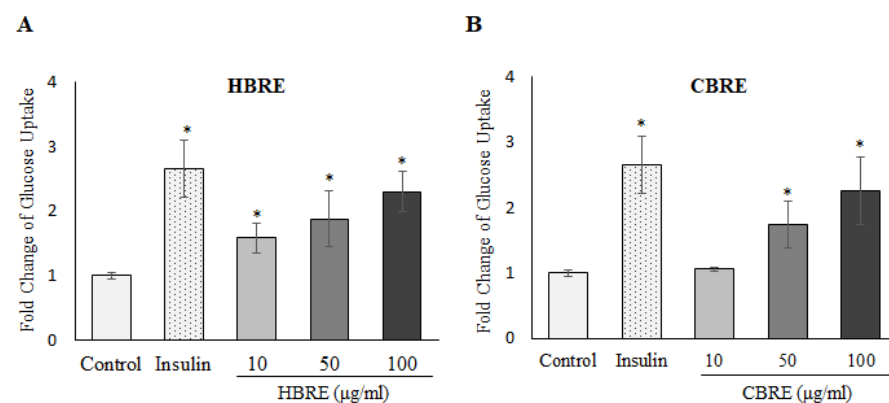 A
HBRE
Fold Change of Glucose Uptake
4
3
2
1
0
*
*
*
*
Control Insulin 10 50 100
HBRE (µg/ml)
B
CBRE
Fold Change of Glucose Uptake
4
3
2
1
0
*
*
*
Control Insulin 10 50 100
CBRE (µg/ml)